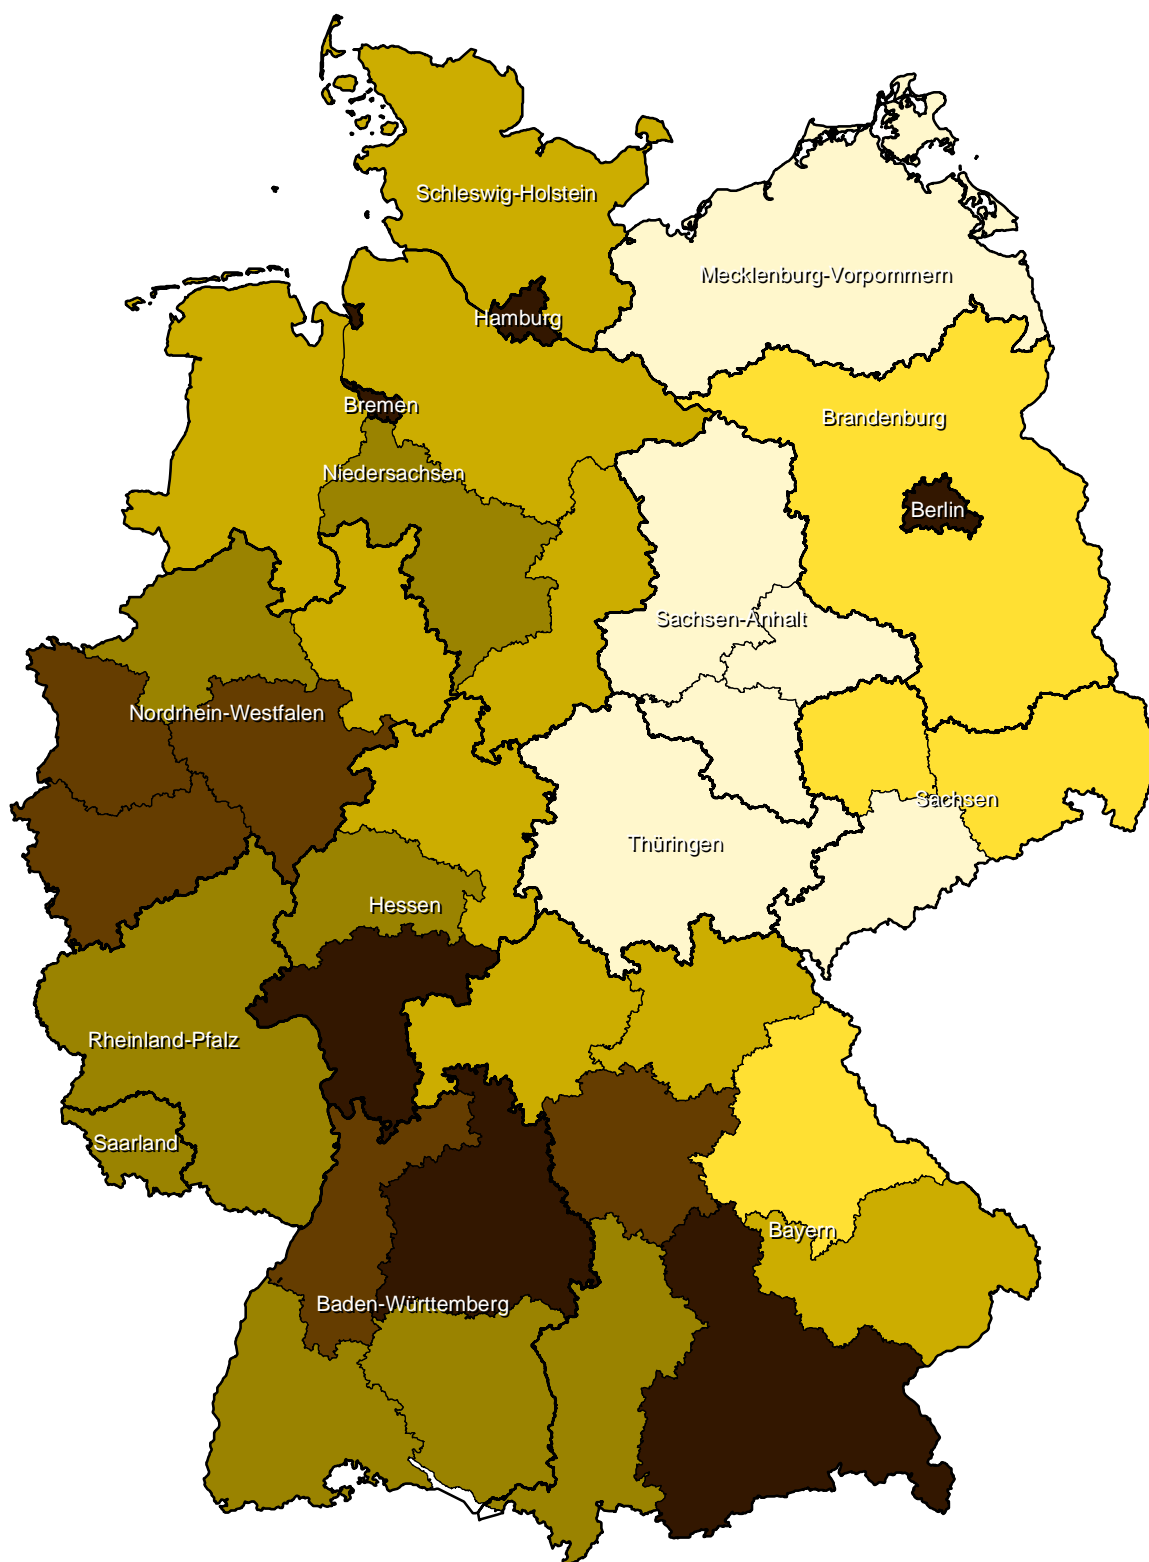 Schleswig-Holstein
Mecklenburg-Vorpommern
Hamburg
Bremen
Brandenburg
Niedersachsen
Berlin
Sachsen-Anhalt
Nordrhein-Westfalen
Sachsen
Thüringen
Hessen
Rheinland-Pfalz
Saarland
Bayern
Baden-Württemberg